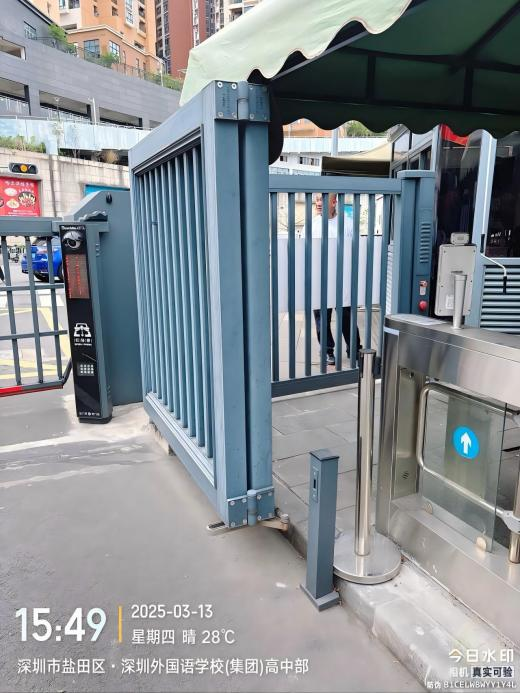 15:49
2025-03-13
星期四 晴 28℃
深圳市盐田区·深圳外国语学校(集团)高中部
今日水印
相机 真实可验
防伪 B1CELWBWYY1Y4L